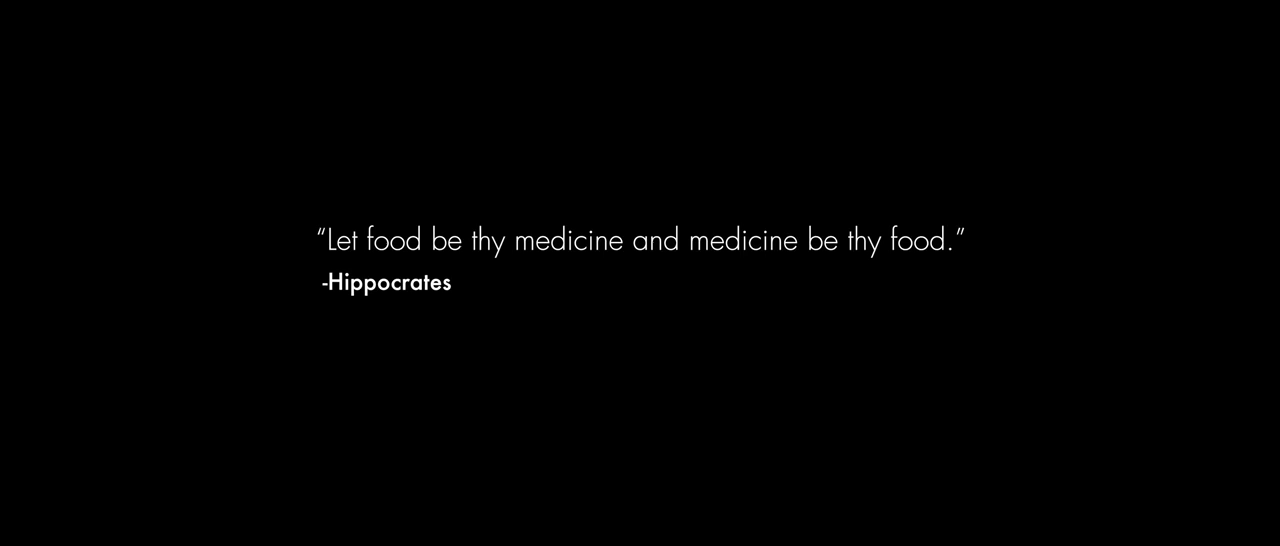 “Let food be thy medicine and medicine be thy food.”
-Hippocrates